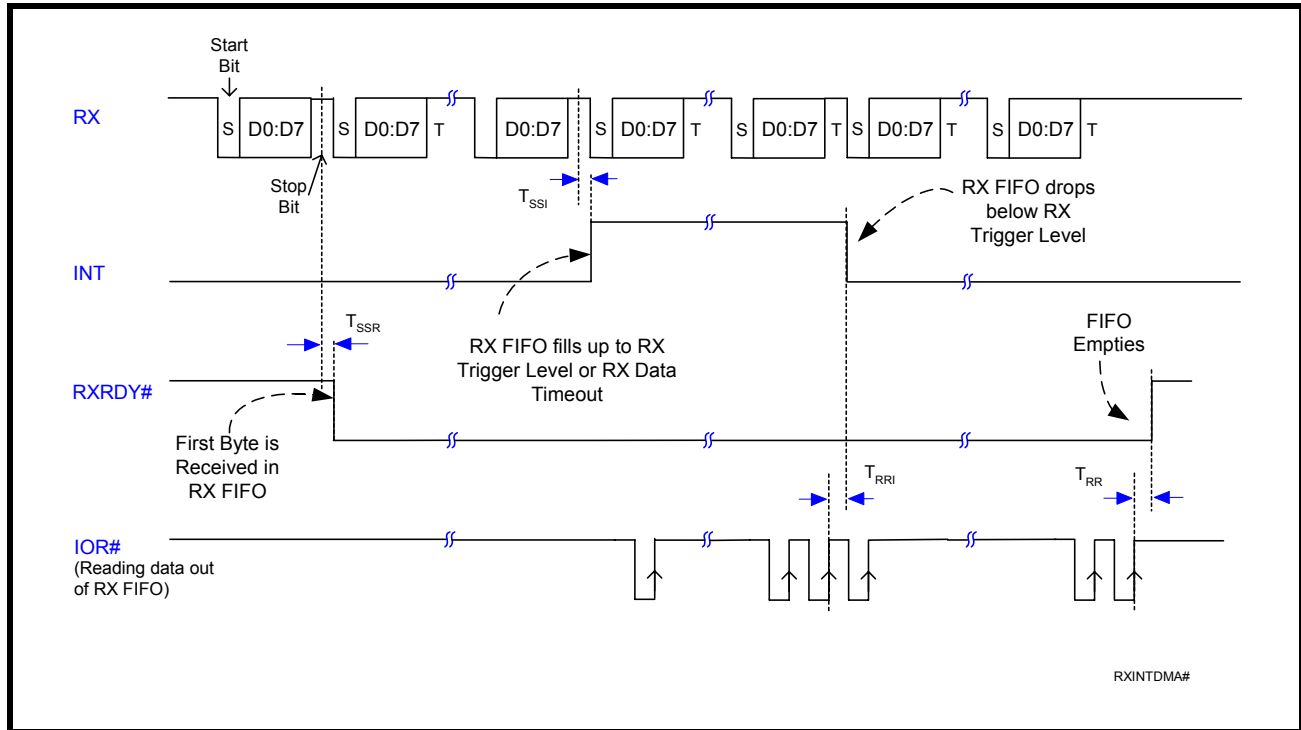 Start
Bit
RX
S D0:D7 S D0:D7 T D0:D7 S D0:D7 T S D0:D7 T S D0:D7 T S D0:D7 T
Stop
Bit
TSSI
RX FIFO drops
below RX
Trigger Level
INT
TSSR
RX FIFO fills up to RX
Trigger Level or RX Data
Timeout
FIFO
Empties
RXRDY#
First Byte is
Received in
RX FIFO
TRRI
TRR
IOR#
(Reading data out
of RX FIFO)
RXINTDMA#